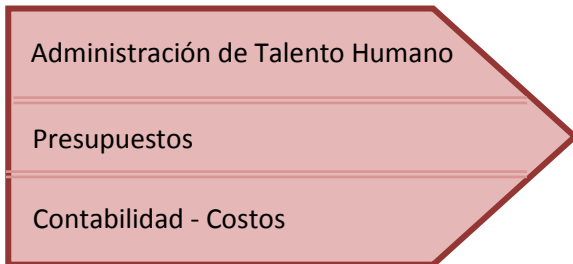 Administración de Talento Humano
Presupuestos
Contabilidad - Costos